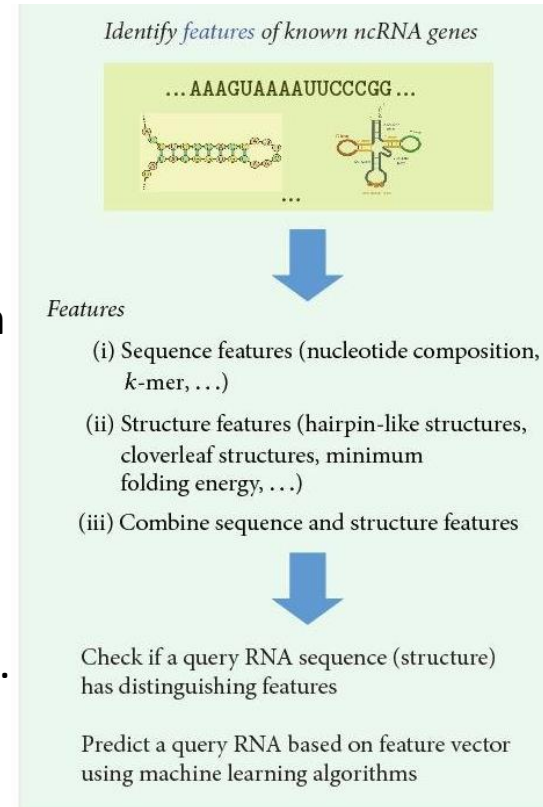 Identify features of known ncRNA genes
...AAAGUAAAAUUCCCGG...
...
Features
(i) Sequence features (nucleotide composition,
k-mer, ...)
(ii) Structure features (hairpin-like structures,
cloverleaf structures, minimum
folding energy, ...)
(iii) Combine sequence and structure features
Check if a query RNA sequence (structure)
has distinguishing features
Predict a query RNA based on feature vector
using machine learning algorithms